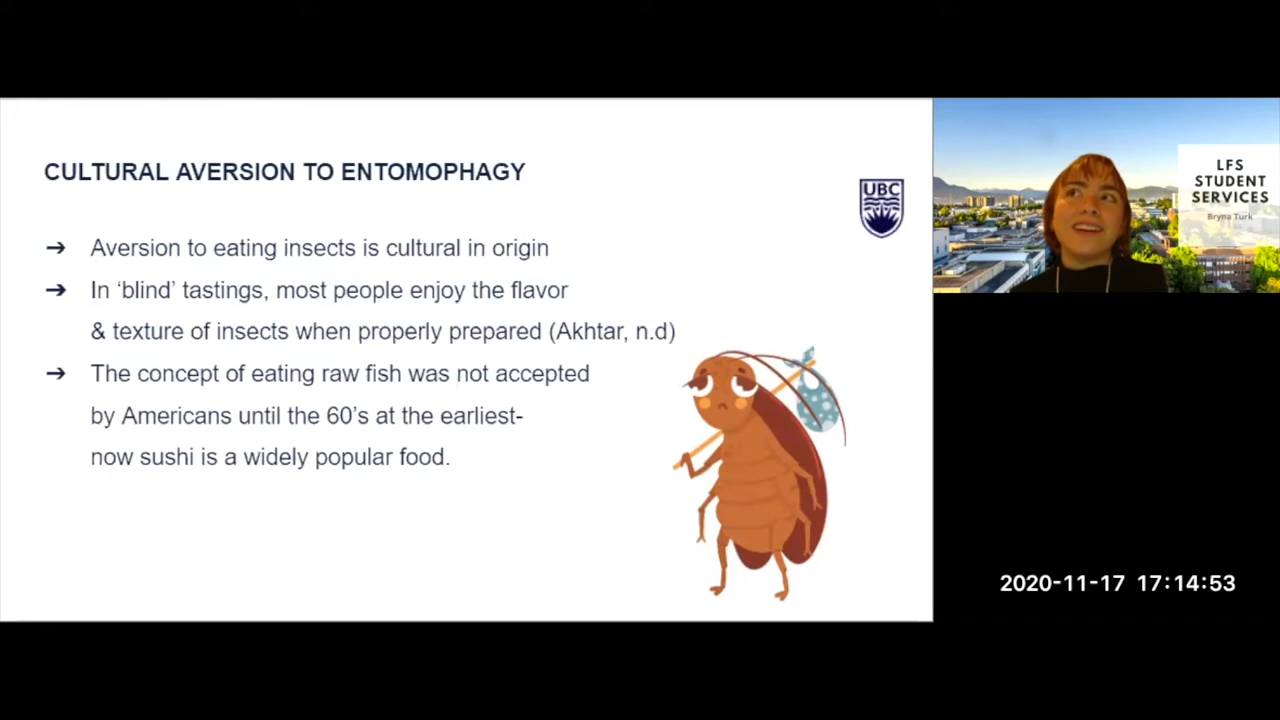 CULTURAL AVERSION TO ENTOMOPHAGY
UBC
➔ Aversion to eating insects is cultural in origin
➔ In ‘blind’ tastings, most people enjoy the flavor
& texture of insects when properly prepared (Akhtar, n.d)
➔ The concept of eating raw fish was not accepted
by Americans until the 60’s at the earliest-
now sushi is a widely popular food.
LFS
STUDENT
SERVICES
Bryna Turk
2020-11-17 17:14:53